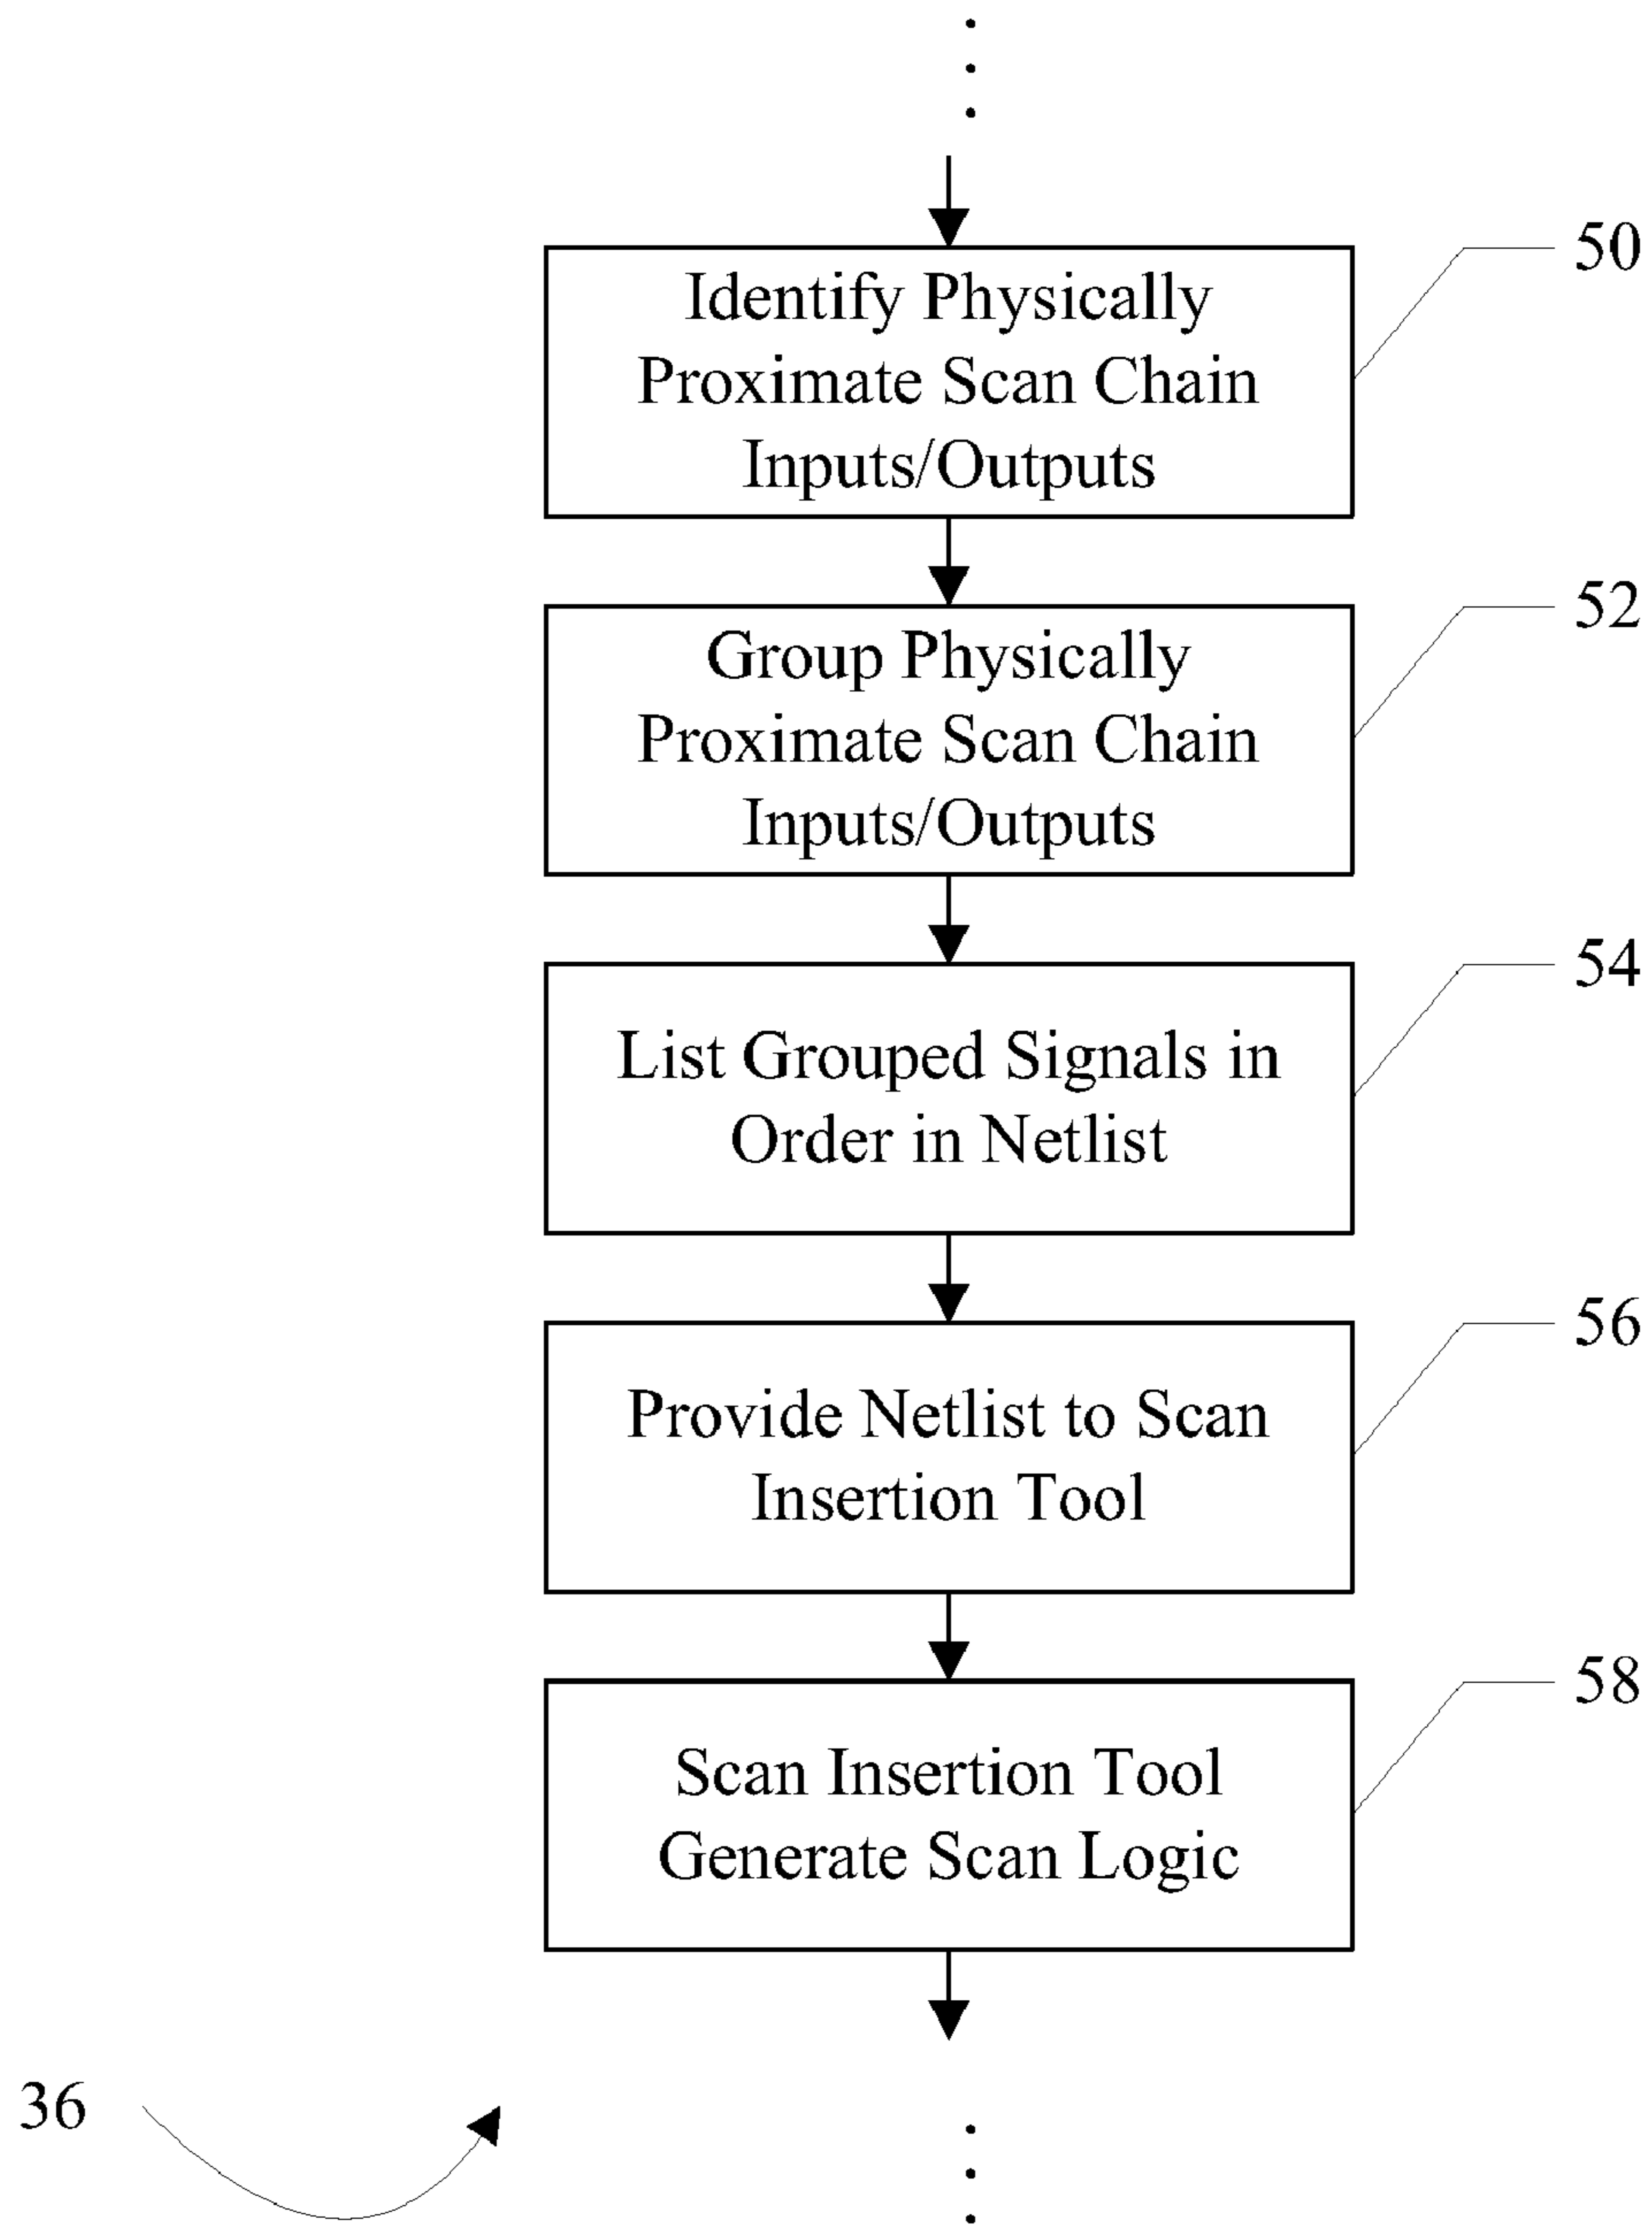 50
Identify Physically
Proximate Scan Chain
Inputs/Outputs
52
Group Physically
Proximate Scan Chain
Inputs/Outputs
54
List Grouped Signals in
Order in Netlist
56
Provide Netlist to Scan
Insertion Tool
58
Scan Insertion Tool
Generate Scan Logic
36